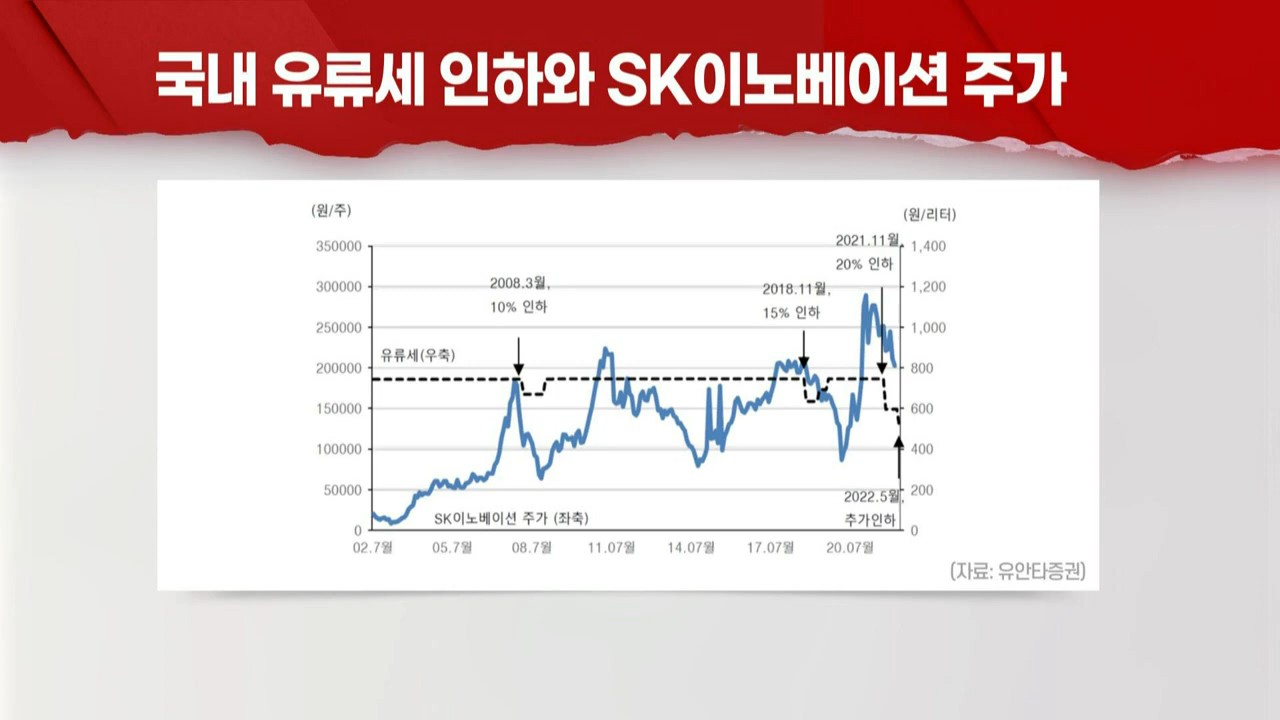 국내 유류세 인하와 SK이노베이션 주가
(원/주)
(원/리터)
350000
300000
250000
200000
150000
100000
50000
0
1,400
1,200
1,000
800
600
400
200
0
2008.3월,
10% 인하
2018.11월,
15% 인하
2021.11월,
20% 인하
유류세(우축)
2022.5월,
추가인하
SK이노베이션 주가 (좌축)
02.7월 05.7월 08.7월 11.07월 14.07월 17.07월 20.07월
(자료: 유안타증권)